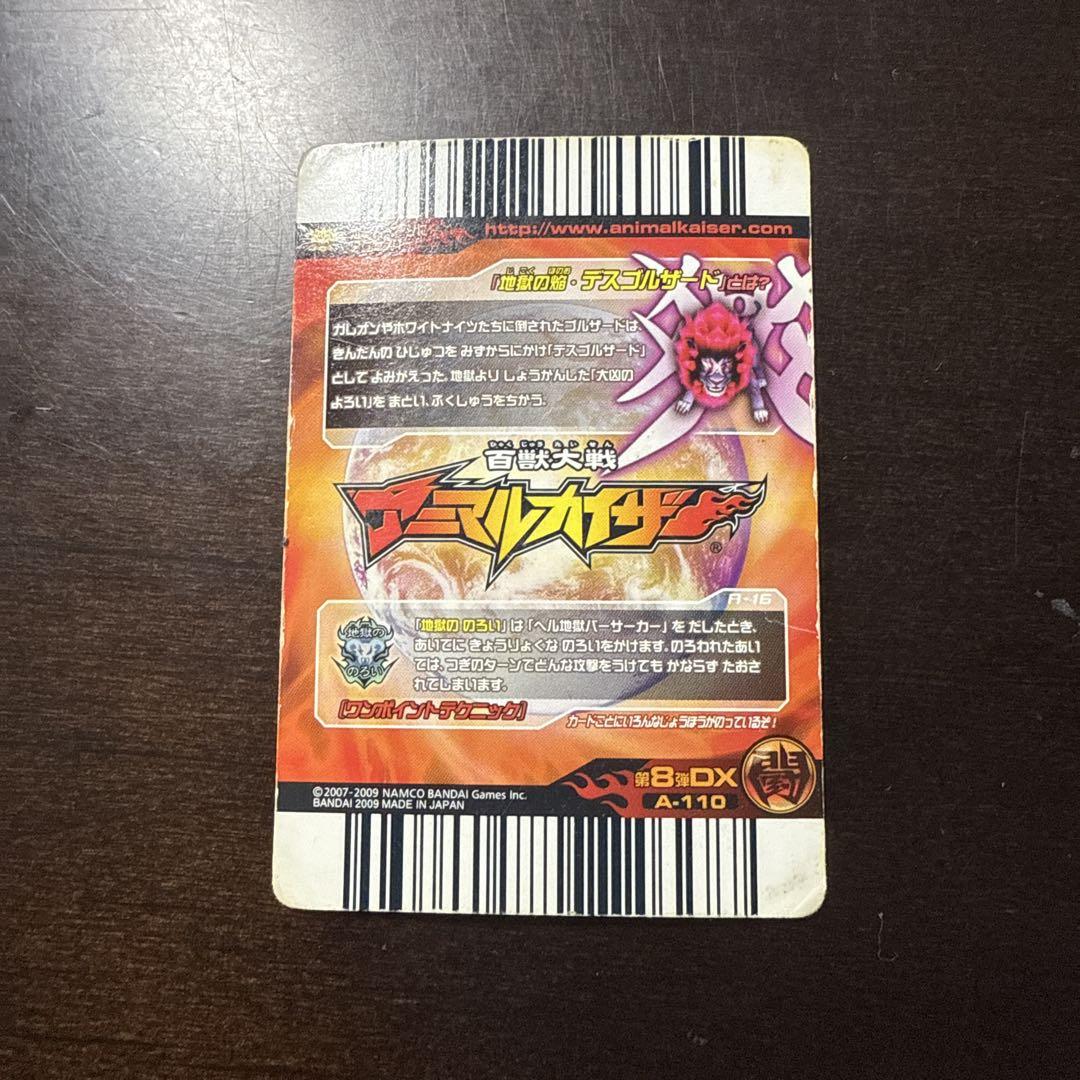 http://www.animalkaiser.com
「地獄の焔・デスゴルザード」とは?
じごく ほのお
ガレオンやホワイトナイツたちに倒されたゴルザードは、
きんだんの ひじゅつを みずからにかけ「デスゴルザード」
として よみがえった。地獄より しょうかんした「大凶の
よろい」を まとい、ふくしゅうをちかう。
百獣大戦
アニマルカイザー
®
A-16
地獄の
のろい
「地獄の のろい」は「ヘル地獄バーサーカー」を だしたとき、
あいてに きょうりょくな のろいをかけます。のろわれたあい
ては、つぎのターンでどんな攻撃をうけても かならず たおさ
れてしまいます。
[ワンポイントテクニック]
カードごとにいろんなじょうほうがのっているぞ!
©2007-2009 NAMCO BANDAI Games Inc.
BANDAI 2009 MADE IN JAPAN
第8弾DX
A-110